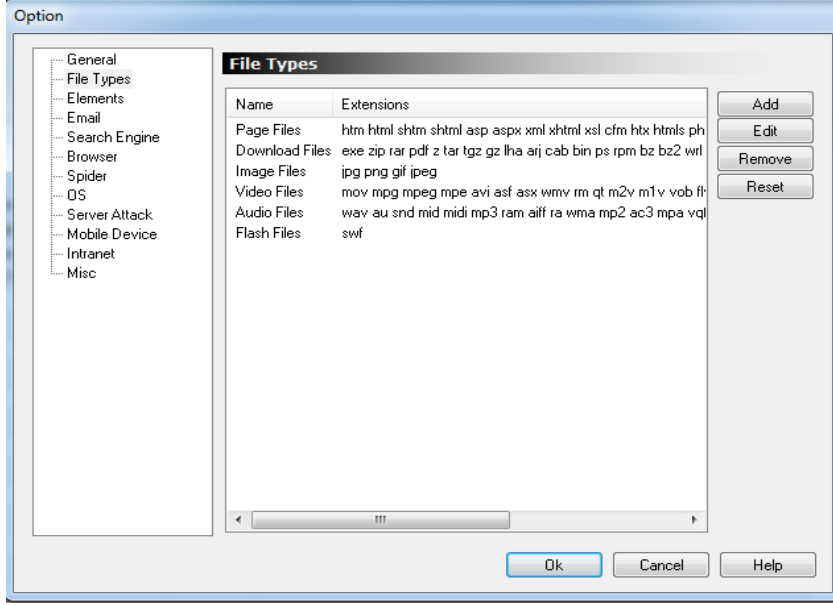 Option
General
File Types
Elements
Email
Search Engine
Browser
Spider
OS
Server Attack
Mobile Device
Intranet
Misc
File Types
Name Extensions
Page Files htm html shtm shtml asp aspx xml xhtml xsl cfm htx htmls ph
Download Files exe zip rar pdf z tar tgz gz lha arj cab bin ps rpm bz bz2 wrl
Image Files jpg png gif jpeg
Video Files mov mpg mpeg mpe avi asf asx wmv rm qt m2v m1v vob
Audio Files wav au snd mid midi mp3 ram aiff ra wma mp2 ac3 mpa vql
Flash Files swf
Add
Edit
Remove
Reset
Ok Cancel Help